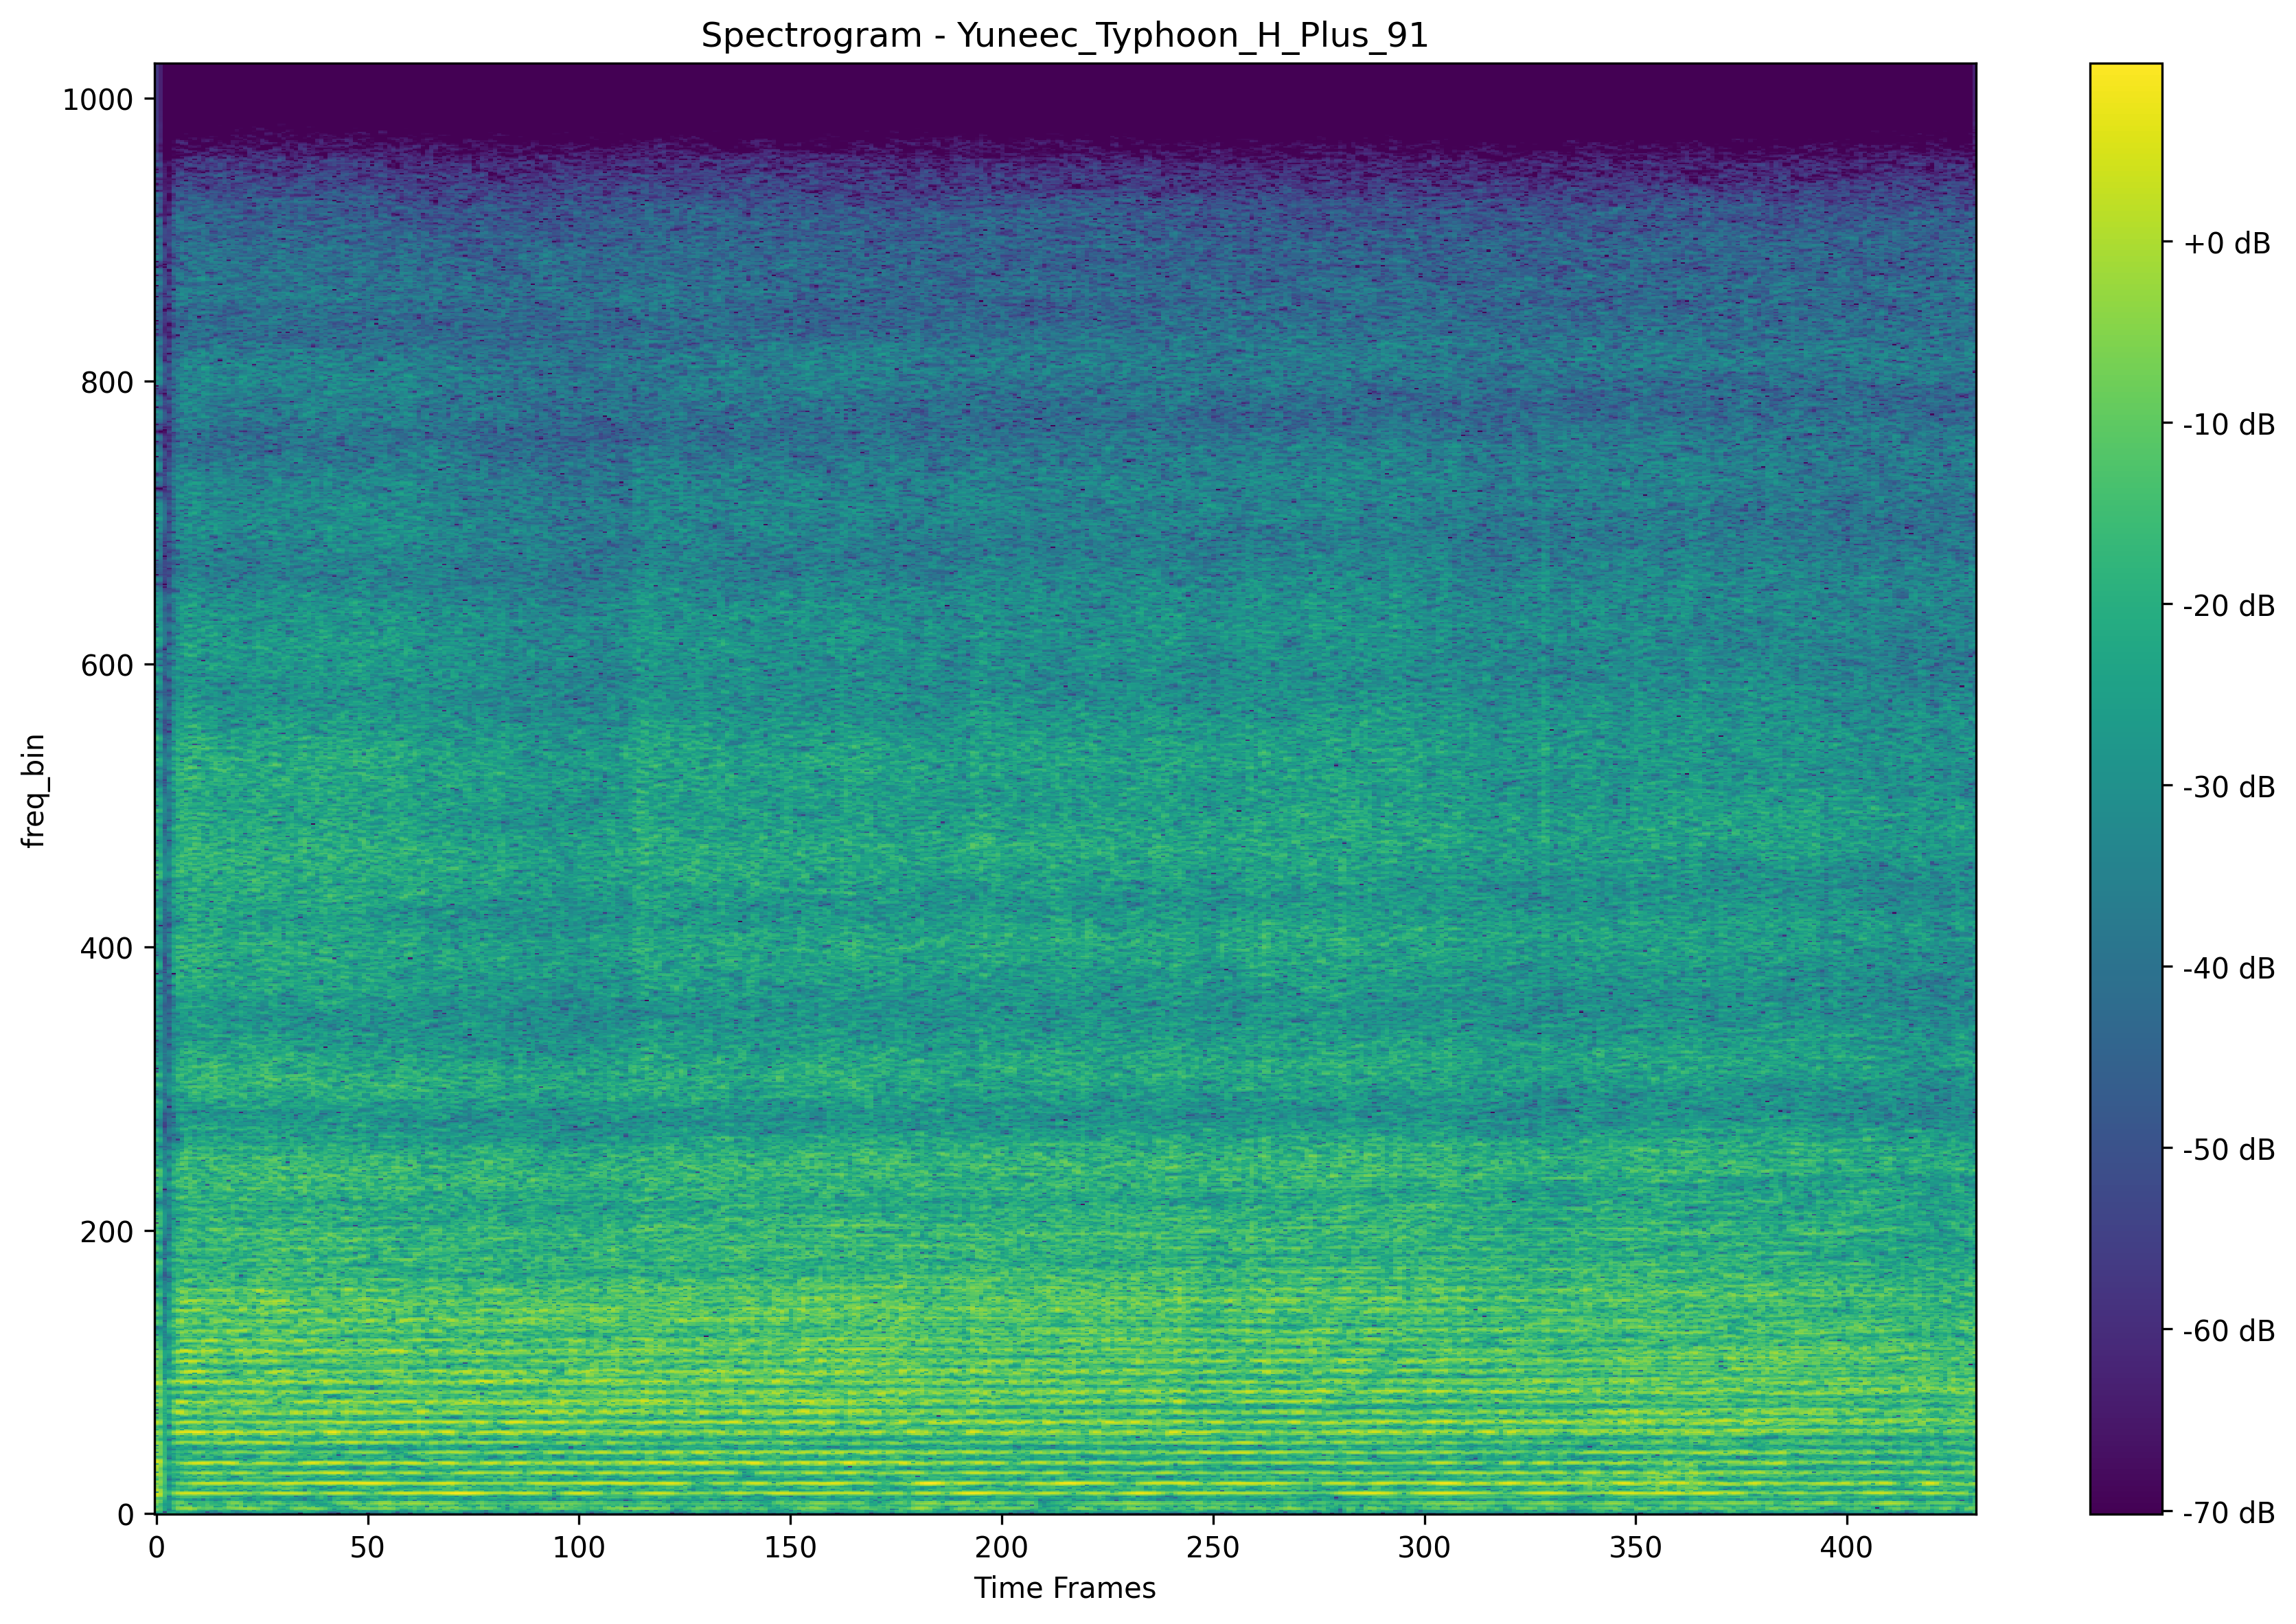 Spectrogram - Yuneec_Typhoon_H_Plus_91
1000
800
600
400
200
0
freq_bin
0 50 100 150 200 250 300 350 400
Time Frames
+0 dB
-10 dB
-20 dB
-30 dB
-40 dB
-50 dB
-60 dB
-70 dB